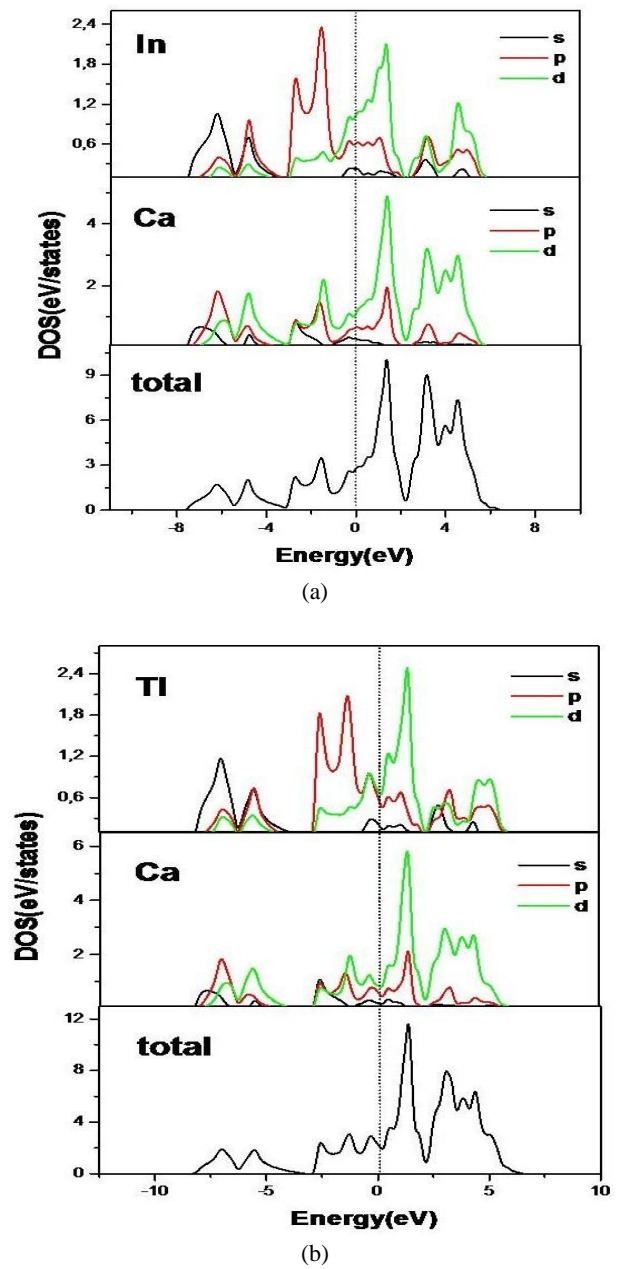 2,4
1,8
1,2
0,6
In
s
p
d
4
2
Ca
s
p
d
DOS(eV/states)
9
6
3
0
total
-8
-4
0
4
8
Energy(eV)
(a)
2,4
1,8
1,2
0,6
Tl
s
p
d
6
4
2
Ca
s
p
d
DOS(eV/states)
12
8
4
0
total
-10
-5
0
5
10
Energy(eV)
(b)